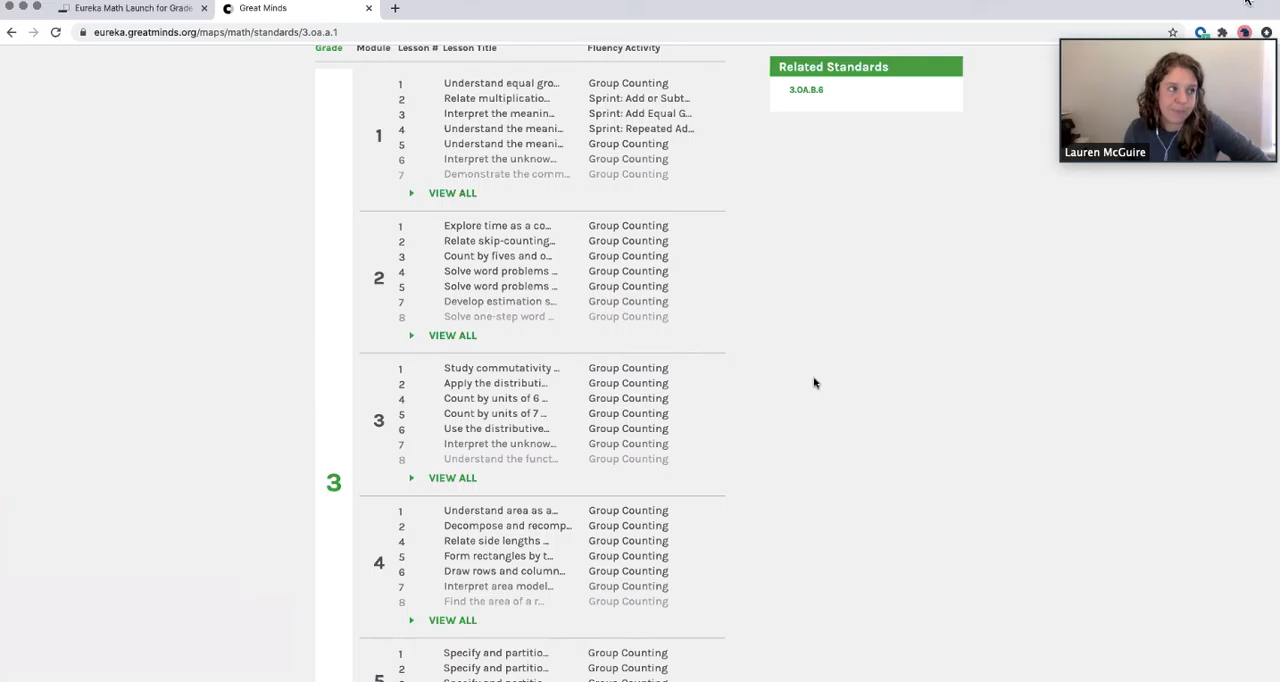 Eureka Math Launch for Grade
Great Minds
eureka.greatminds.org/maps/math/standards/3.oa.a.1
Grade Module Lesson # Lesson Title Fluency Activity
1 Understand equal gro... Group Counting
2 Relate multiplicatio... Sprint: Add or Subt...
3 Interpret the meanin... Sprint: Add Equal G...
1
4 Understand the meani... Sprint: Repeated Ad...
5 Understand the meani... Group Counting
6 Interpret the unknow... Group Counting
7 Demonstrate the comm... Group Counting
VIEW ALL
1 Explore time as a co... Group Counting
2 Relate skip-counting... Group Counting
3 Count by fives and o... Group Counting
2
4 Solve word problems ... Group Counting
5 Solve word problems ... Group Counting
7 Develop estimation s... Group Counting
8 Solve one-step word ... Group Counting
VIEW ALL
1 Study commutativity ... Group Counting
2 Apply the distributi... Group Counting
4 Count by units of 6 ... Group Counting
3
5 Count by units of 7 ... Group Counting
6 Use the distributive... Group Counting
7 Interpret the unknow... Group Counting
8 Understand the funct... Group Counting
VIEW ALL
3
1 Understand area as a... Group Counting
2 Decompose and recomp... Group Counting
4 Relate side lengths ... Group Counting
4
5 Form rectangles by t... Group Counting
6 Draw rows and column... Group Counting
7 Interpret area model... Group Counting
8 Find the area of a r... Group Counting
VIEW ALL
1 Specify and partitio... Group Counting
2 Specify and partitio... Group Counting
5
Related Standards
3.OA.B.6
Lauren McGuire